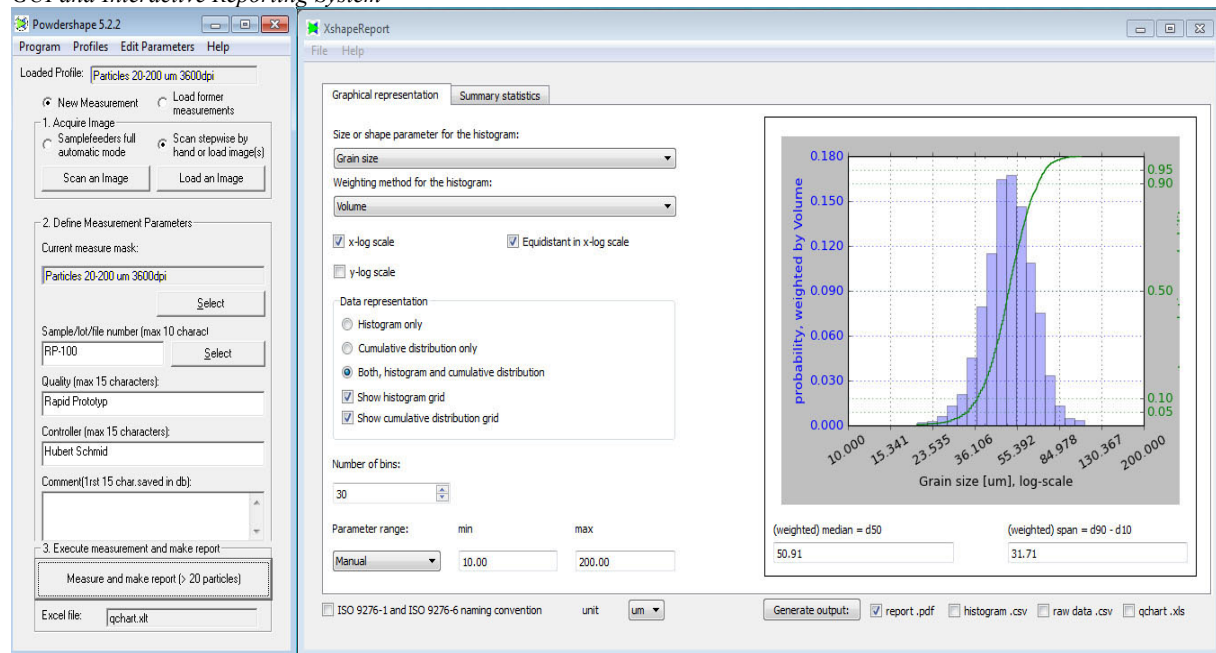 GUI and Interactive Reporting System
Powdershape 5.2.2
Program Profiles Edit Parameters Help
Loaded Profile: Particles 20-200 um 3600dpi
New Measurement
Load former
measurements
1. Acquire Image
Samplefeeders full
automatic mode
Scan stepwise by
hand or load image(s)
Scan an Image
Load an Image
2. Define Measurement Parameters
Current measure mask:
Particles 20-200 um 3600dpi
Select
Sample/lot/file number (max 10 charact
RP-100
Select
Quality (max 15 characters):
Rapid Prototyp
Controller (max 15 characters):
Hubert Schmid
Comment(1rst 15 char.saved in db):
3. Execute measurement and make report
Measure and make report (> 20 particles)
Excel file: qchart.xlt
XshapeReport
File Help
Graphical representation
Summary statistics
Size or shape parameter for the histogram:
Grain size
Weighting method for the histogram:
Volume
x-log scale
Equidistant in x-log scale
y-log scale
Data representation
Histogram only
Cumulative distribution only
Both, histogram and cumulative distribution
Show histogram grid
Show cumulative distribution grid
Number of bins:
30
Parameter range: min max
Manual 10.00 200.00
ISO 9276-1 and ISO 9276-6 naming convention unit um
probability, weighted by Volume
0.180
0.150
0.120
0.090
0.060
0.030
0.000
0.95
0.90
0.50
0.10
0.05
10.000 15.341 23.535 36.106 55.392 84.978 130.367 200.000
Grain size [um], log-scale
(weighted) median = d50
50.91
(weighted) span = d90 - d10
31.71
Generate output: report .pdf histogram .csv raw data .csv qchart .xls